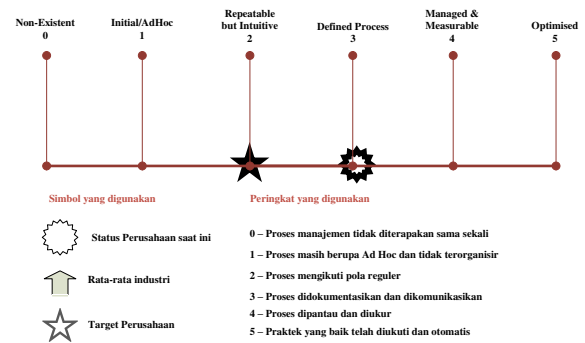 Non-Existent
0
Initial/AdHoc
1
Repeatable
but Intuitive
2
Defined Process
3
Managed &
Measurable
4
Optimised
5
Simbol yang digunakan
Status Perusahaan saat ini
Rata-rata industri
Target Perusahaan
Peringkat yang digunakan
0 – Proses manajemen tidak diterapakan sama sekali
1 – Proses masih berupa Ad Hoc dan tidak terorganisir
2 – Proses mengikuti pola reguler
3 – Proses didokumentasikan dan dikomunikasikan
4 – Proses dipantau dan diukur
5 – Praktek yang baik telah diukuti dan otomatis